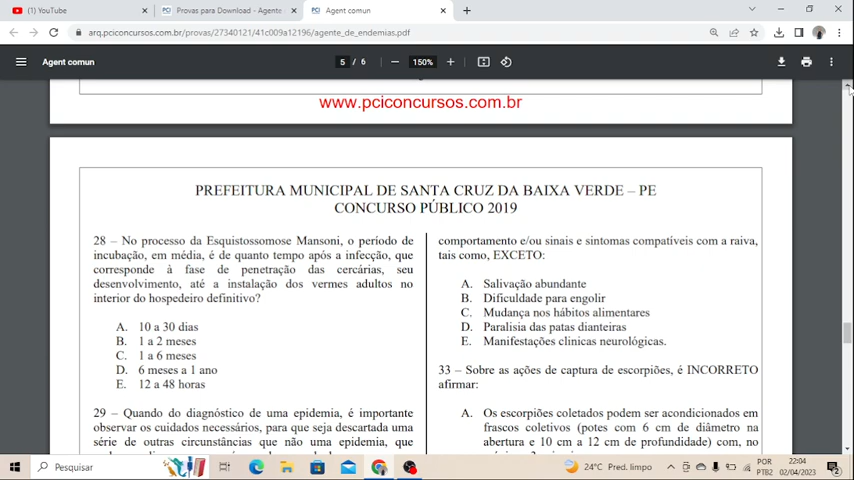 (1) YouTube
Provas para Download - Agente
Agent comun
arq.pciconcursos.com.br/provas/27340121/41c009a12196/agente_de_endemias.pdf
Agent comun
5 / 6
150%
www.pciconcursos.com.br
PREFEITURA MUNICIPAL DE SANTA CRUZ DA BAIXA VERDE – PE
CONCURSO PÚBLICO 2019
28 – No processo da Esquistossomose Mansoni, o período de
incubação, em média, é de quanto tempo após a infecção, que
corresponde à fase de penetração das cercárias, seu
desenvolvimento, até a instalação dos vermes adultos no
interior do hospedeiro definitivo?
A. 10 a 30 dias
B. 1 a 2 meses
C. 1 a 6 meses
D. 6 meses a 1 ano
E. 12 a 48 horas
29 – Quando do diagnóstico de uma epidemia, é importante
observar os cuidados necessários, para que seja descartada uma
série de outras circunstâncias que não uma epidemia, que
comportamento e/ou sinais e sintomas compatíveis com a raiva,
tais como, EXCETO:
A. Salivação abundante
B. Dificuldade para engolir
C. Mudança nos hábitos alimentares
D. Paralisia das patas dianteiras
E. Manifestações clinicas neurológicas.
33 – Sobre as ações de captura de escorpiões, é INCORRETO
afirmar:
A. Os escorpiões coletados podem ser acondicionados em
frascos coletivos (potes com 6 cm de diâmetro na
abertura e 10 cm a 12 cm de profundidade) com, no
Pesquisar
24°C Pred. limpo
POR
PTB2
22:04
02/04/2023
2